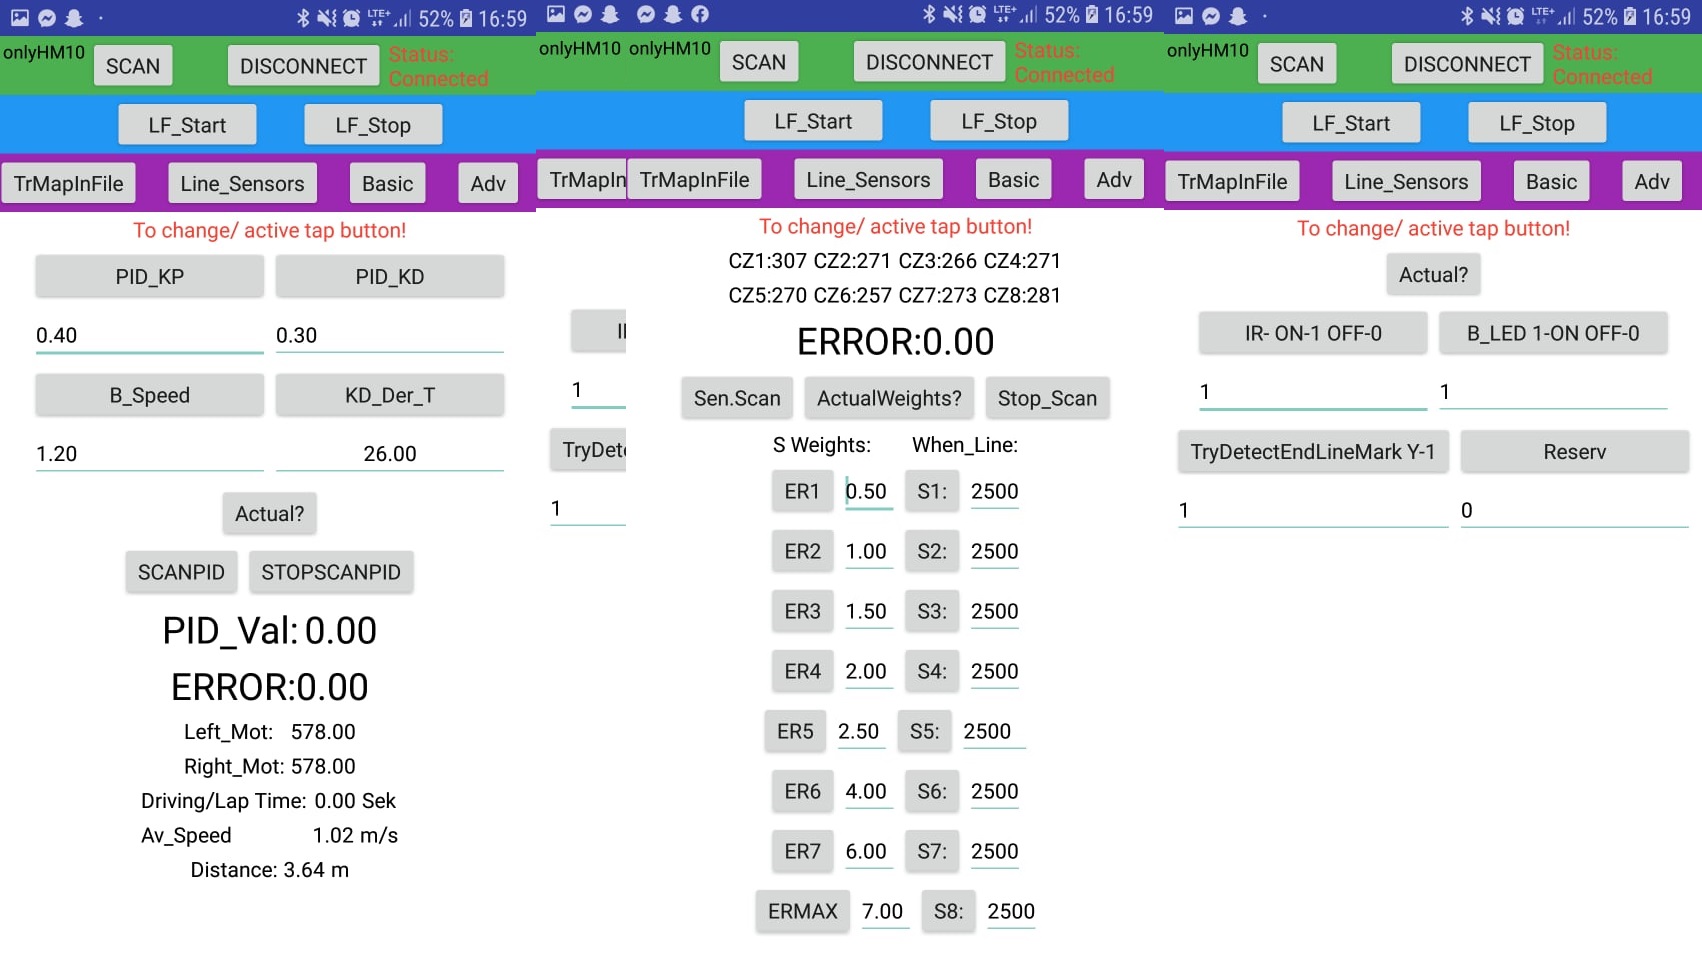 52% 16:59
onlyHM10 SCAN DISCONNECT Status: Connected
LF_Start LF_Stop
TrMapInFile Line_Sensors Basic Adv
To change/ active tap button!
PID_KP PID_KD
0.40 0.30
B_Speed KD_Der_T
1.20 26.00
Actual?
SCANPID STOPSCANPID
PID_Val: 0.00
ERROR:0.00
Left_Mot: 578.00
Right_Mot: 578.00
Driving/Lap Time: 0.00 Sek
Av_Speed 1.02 m/s
Distance: 3.64 m
onlyHM10
TrMapIn
1
TryDete
1
LTE+ 52% 16:59
onlyHM10 SCAN DISCONNECT Status: Connected
LF_Start LF_Stop
TrMapInFile Line_Sensors Basic Adv
To change/ active tap button!
CZ1:307 CZ2:271 CZ3:266 CZ4:271
CZ5:270 CZ6:257 CZ7:273 CZ8:281
ERROR:0.00
Sen.Scan ActualWeights? Stop_Scan
S Weights: When_Line:
ER1 0.50 S1: 2500
ER2 1.00 S2: 2500
ER3 1.50 S3: 2500
ER4 2.00 S4: 2500
ER5 2.50 S5: 2500
ER6 4.00 S6: 2500
ER7 6.00 S7: 2500
ERMAX 7.00 S8: 2500
LTE+ 52% 16:59
onlyHM10 SCAN DISCONNECT Status: Connected
LF_Start LF_Stop
TrMapInFile Line_Sensors Basic Adv
To change/ active tap button!
Actual?
IR- ON-1 OFF-0 B_LED 1-ON OFF-0
1 1
TryDetectEndLineMark Y-1 Reserv
1 0